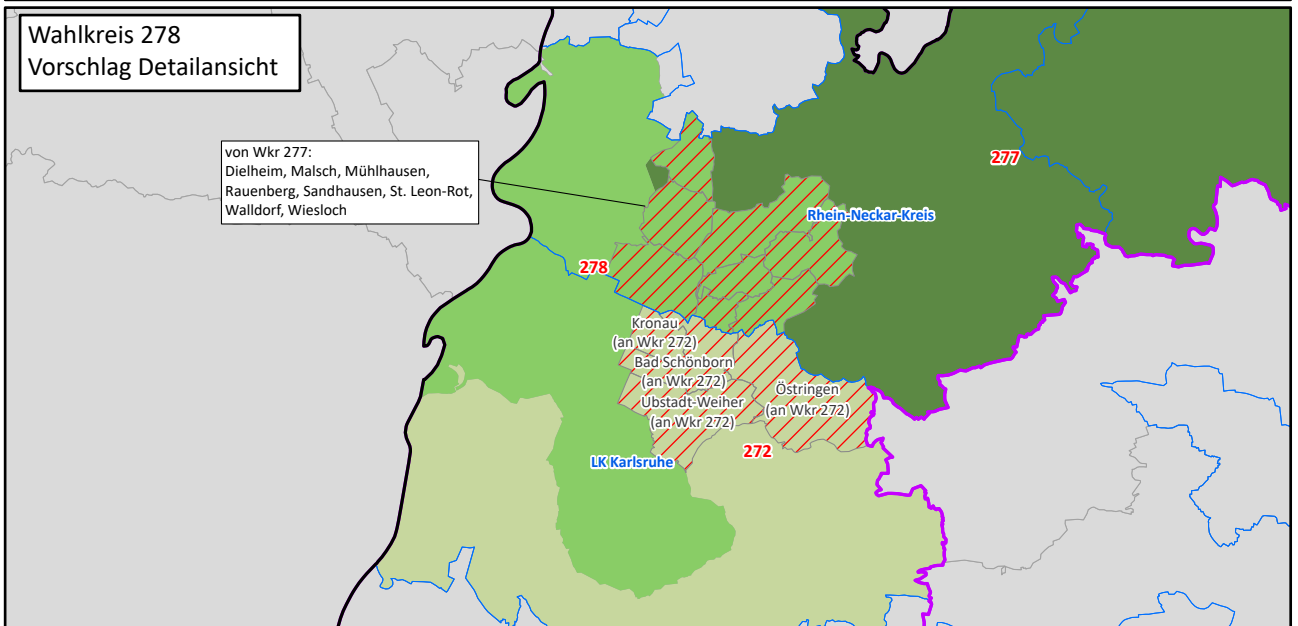 Wahlkreis 278
Vorschlag Detailansicht
von Wkr 277:
Dielheim, Malsch, Mühlhausen,
Rauenberg, Sandhausen, St. Leon-Rot,
Walldorf, Wiesloch
277
Rhein-Neckar-Kreis
278
Kronau
(an Wkr 272)
Bad Schönborn
(an Wkr 272)
Ubstadt-Weiher
(an Wkr 272)
Östringen
(an Wkr 272)
272
LK Karlsruhe